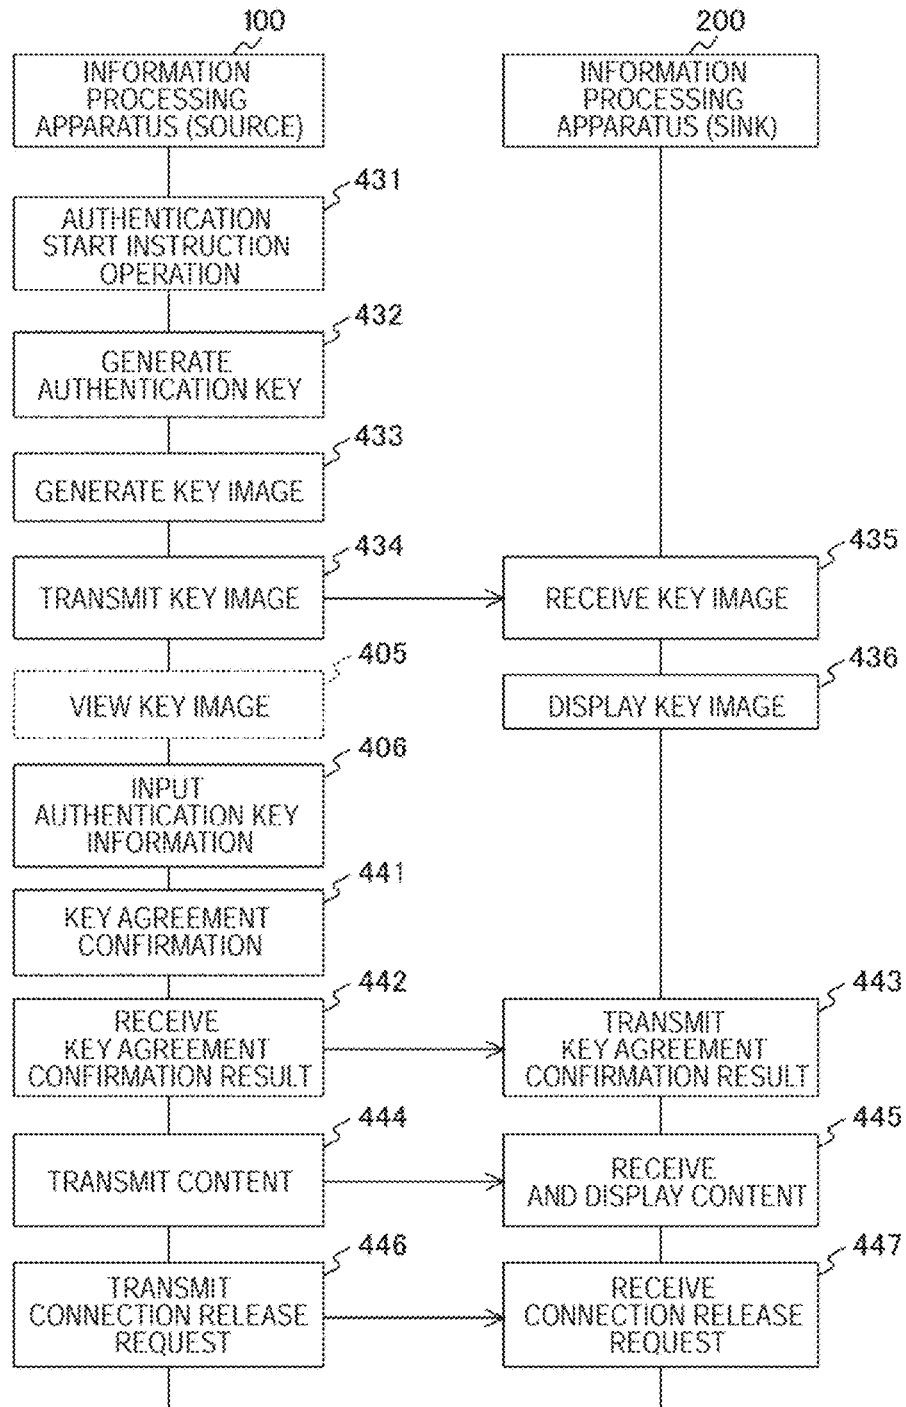 100
200
INFORMATION
PROCESSING
APPARATUS (SOURCE)
INFORMATION
PROCESSING
APPARATUS (SINK)
431
AUTHENTICATION
START INSTRUCTION
OPERATION
432
GENERATE
AUTHENTICATION KEY
433
GENERATE KEY IMAGE
434
TRANSMIT KEY IMAGE
435
RECEIVE KEY IMAGE
405
VIEW KEY IMAGE
436
DISPLAY KEY IMAGE
406
INPUT
AUTHENTICATION KEY
INFORMATION
441
KEY AGREEMENT
CONFIRMATION
442
RECEIVE
KEY AGREEMENT
CONFIRMATION RESULT
443
TRANSMIT
KEY AGREEMENT
CONFIRMATION RESULT
444
TRANSMIT CONTENT
445
RECEIVE
AND DISPLAY CONTENT
446
TRANSMIT
CONNECTION RELEASE
REQUEST
447
RECEIVE
CONNECTION RELEASE
REQUEST